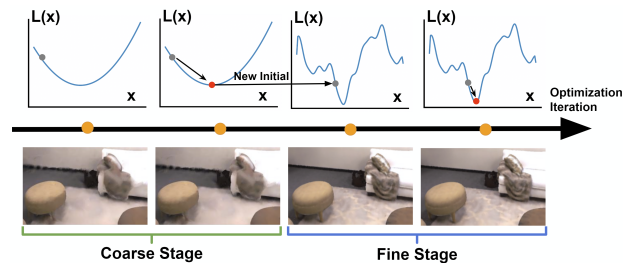 L(x) L(x) L(x) L(x)
New Initial
x x x x
Optimization
Iteration
Coarse Stage Fine Stage